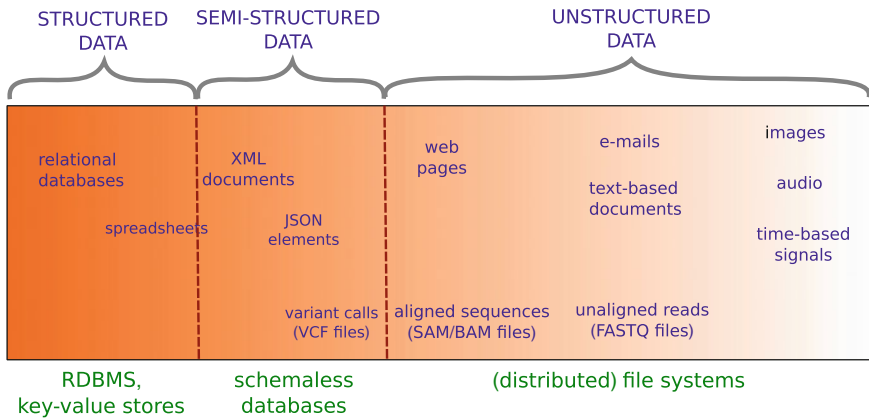 STRUCTURED
DATA
SEMI-STRUCTURED
DATA
UNSTRUCTURED
DATA
relational
databases
spreadsheets
XML
documents
JSON
elements
variant calls
(VCF files)
web
pages
aligned sequences
(SAM/BAM files)
e-mails
text-based
documents
unaligned reads
(FASTQ files)
images
audio
time-based
signals
RDBMS,
key-value stores
schemaless
databases
(distributed) file systems